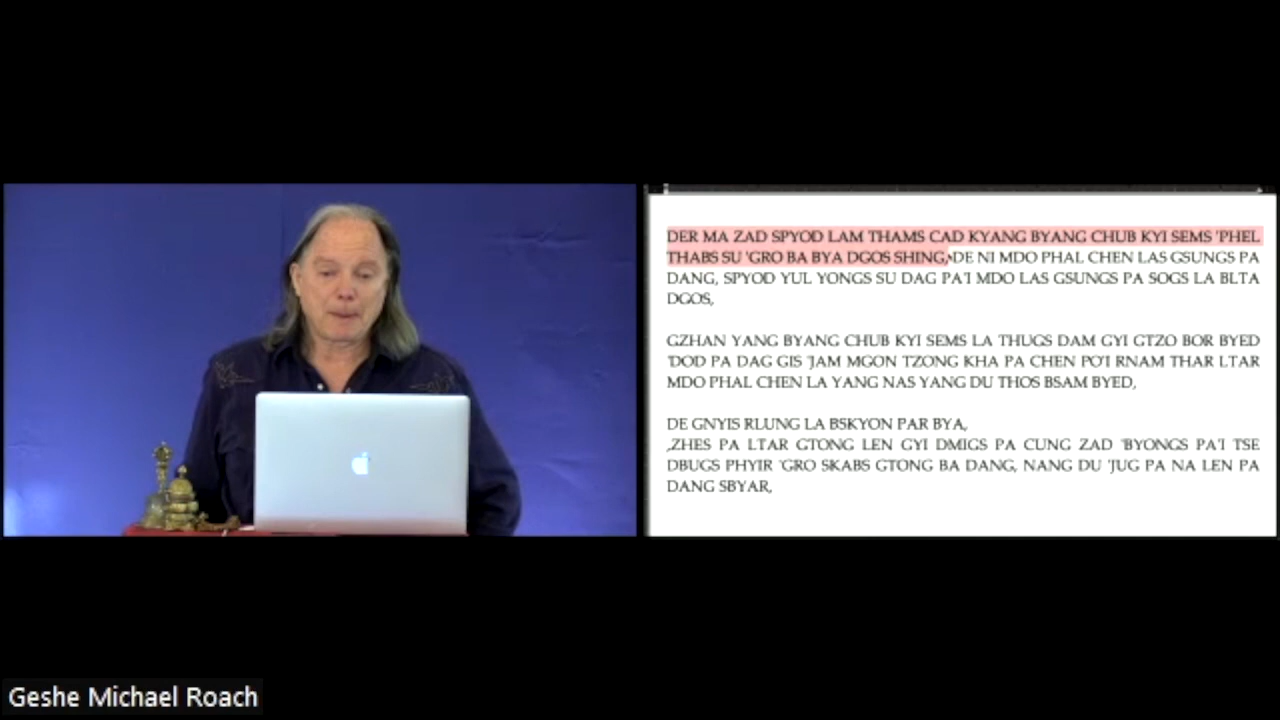 DER MA ZAD SPYOD LAM THAMS CAD KYANG BYANG CHUB KYI SEMS 'PHEL
THABS SU 'GRO BA BYA DGOS SHING, DE NI MDO PHAL CHEN LAS GSUNGS PA
DANG, SPYOD YUL YONGS SU DAG PA'I MDO LAS GSUNGS PA SOGS LA BLTA
DGOS,
GZHAN YANG BYANG CHUB KYI SEMS LA THUGS DAM GYI GTZO BOR BYED
'DOD PA DAG GIS 'JAM MGON TZONG KHA PA CHEN PO'I RNAM THAR LTAR
MDO PHAL CHEN LA YANG NAS YANG DU THOS BSAM BYED,
DE GNYIS RLUNG LA BSKYON PAR BYA,
,ZHES PA LTAR GTONG LEN GYI DMIGS PA CUNG ZAD 'BYONGS PA'I TSE
DBUGS PHYIR 'GRO SKABS GTONG BA DANG, NANG DU 'JUG PA NA LEN PA
DANG SBYAR,
Geshe Michael Roach